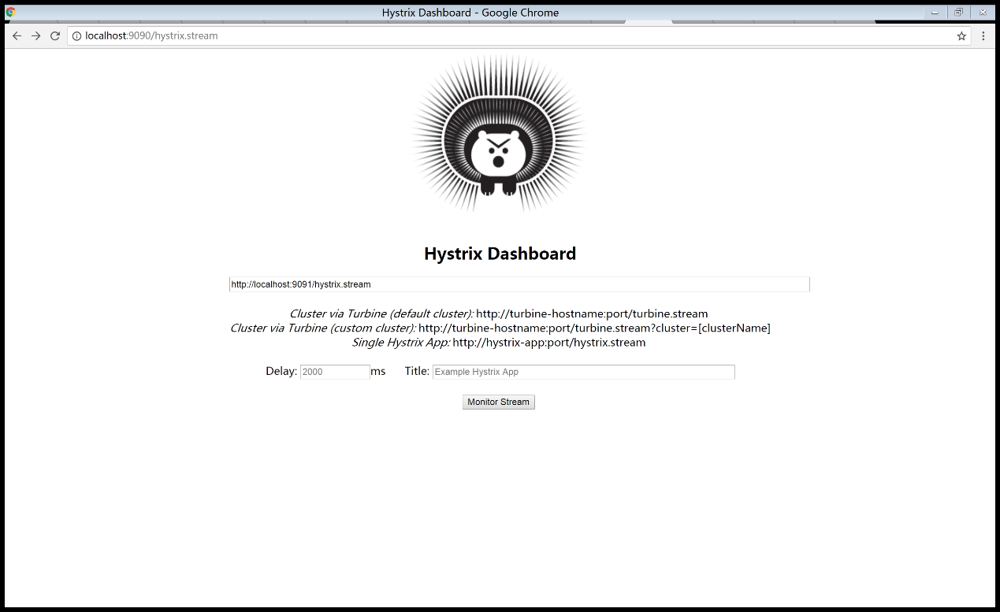 Hystrix Dashboard - Google Chrome
localhost:9090/hystrix.stream
Hystrix Dashboard
http://localhost:9091/hystrix.stream
Cluster via Turbine (default cluster): http://turbine-hostname:port/turbine.stream
Cluster via Turbine (custom cluster): http://turbine-hostname:port/turbine.stream?cluster=[clusterName]
Single Hystrix App: http://hystrix-app:port/hystrix.stream
Delay: 2000 ms Title: Example Hystrix App
Monitor Stream